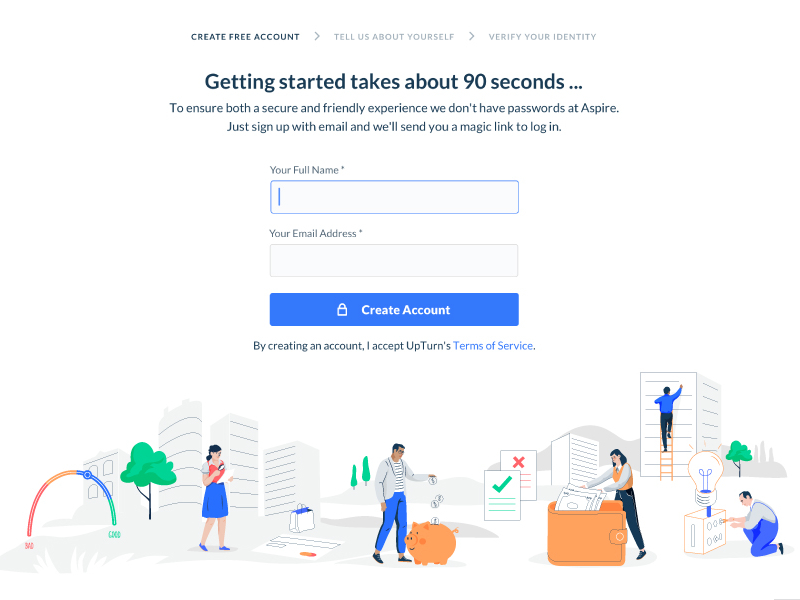 CREATE FREE ACCOUNT > TELL US ABOUT YOURSELF > VERIFY YOUR IDENTITY
Getting started takes about 90 seconds ...
To ensure both a secure and friendly experience we don't have passwords at Aspire.
Just sign up with email and we'll send you a magic link to log in.
Your Full Name *
Your Email Address *
Create Account
By creating an account, I accept UpTurn's Terms of Service.
BAD
GOOD